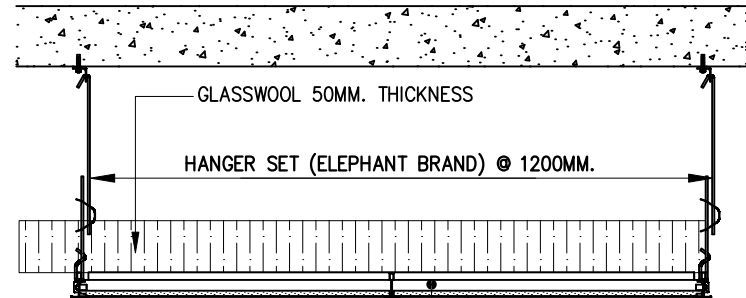 GLASSWOOL 50MM. THICKNESS
HANGER SET (ELEPHANT BRAND) @ 1200MM.